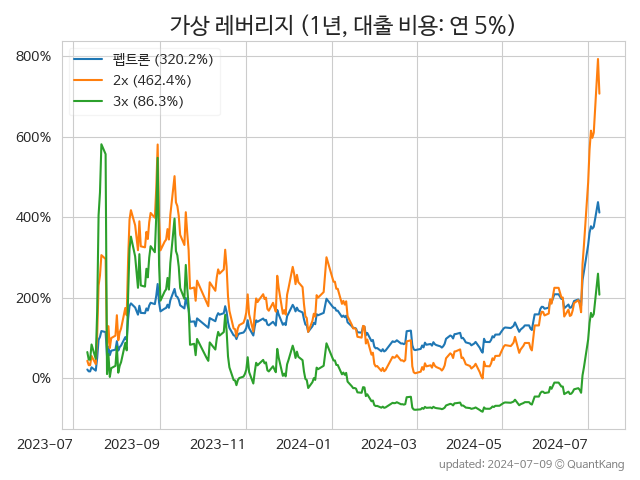 가상 레버리지 (1년, 대출 비용: 연 5%)
800%
600%
400%
200%
0%
펩트론 (320.2%)
2x (462.4%)
3x (86.3%)
2023-07
2023-09
2023-11
2024-01
2024-03
2024-05
2024-07
updated: 2024-07-09 © QuantKang